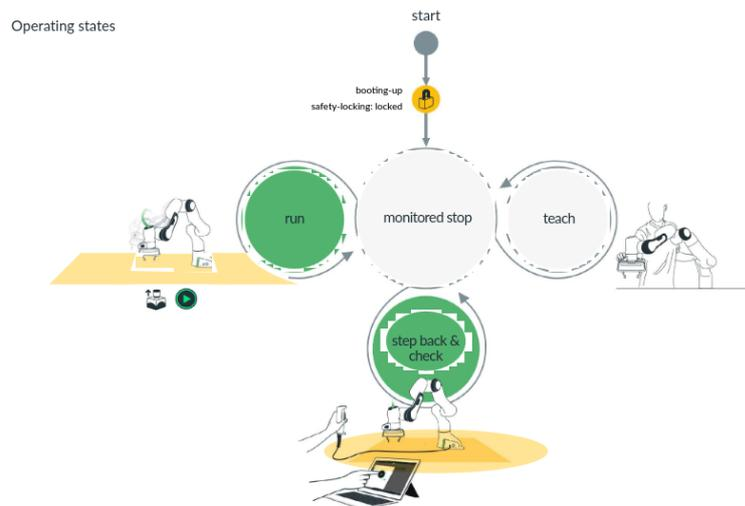 Operating states
start
booting-up
safety-locking: locked
run
monitored stop
teach
step back &
check